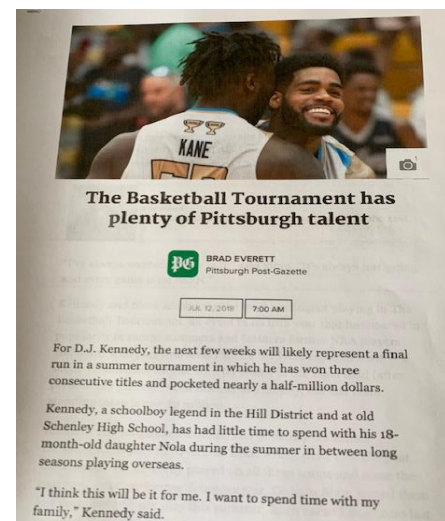 KANE
The Basketball Tournament has
plenty of Pittsburgh talent
PG
BRAD EVERETT
Pittsburgh Post-Gazette
JUL 12, 2018
7:00 AM
For D.J. Kennedy, the next few weeks will likely represent a final
run in a summer tournament in which he has won three
consecutive titles and pocketed nearly a half-million dollars.
Kennedy, a schoolboy legend in the Hill District and at old
Schenley High School, has had little time to spend with his 18-
month-old daughter Nola during the summer in between long
seasons playing overseas.
“I think this will be it for me. I want to spend time with my
family,” Kennedy said.